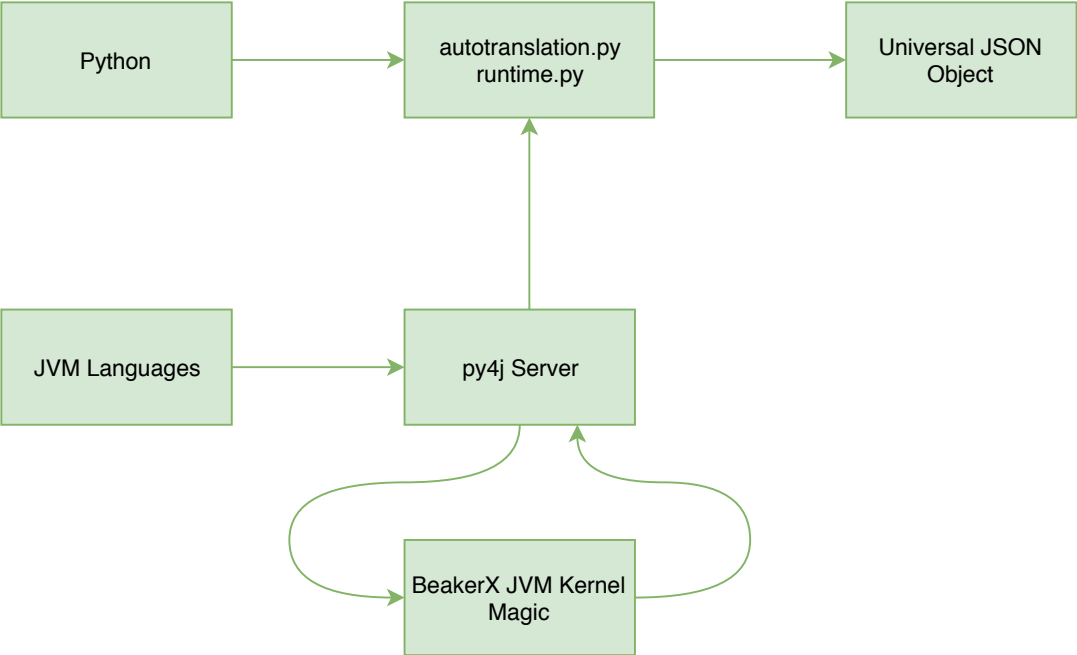 Python
autotranslation.py
runtime.py
Universal JSON
Object
JVM Languages
py4j Server
BeakerX JVM Kernel
Magic